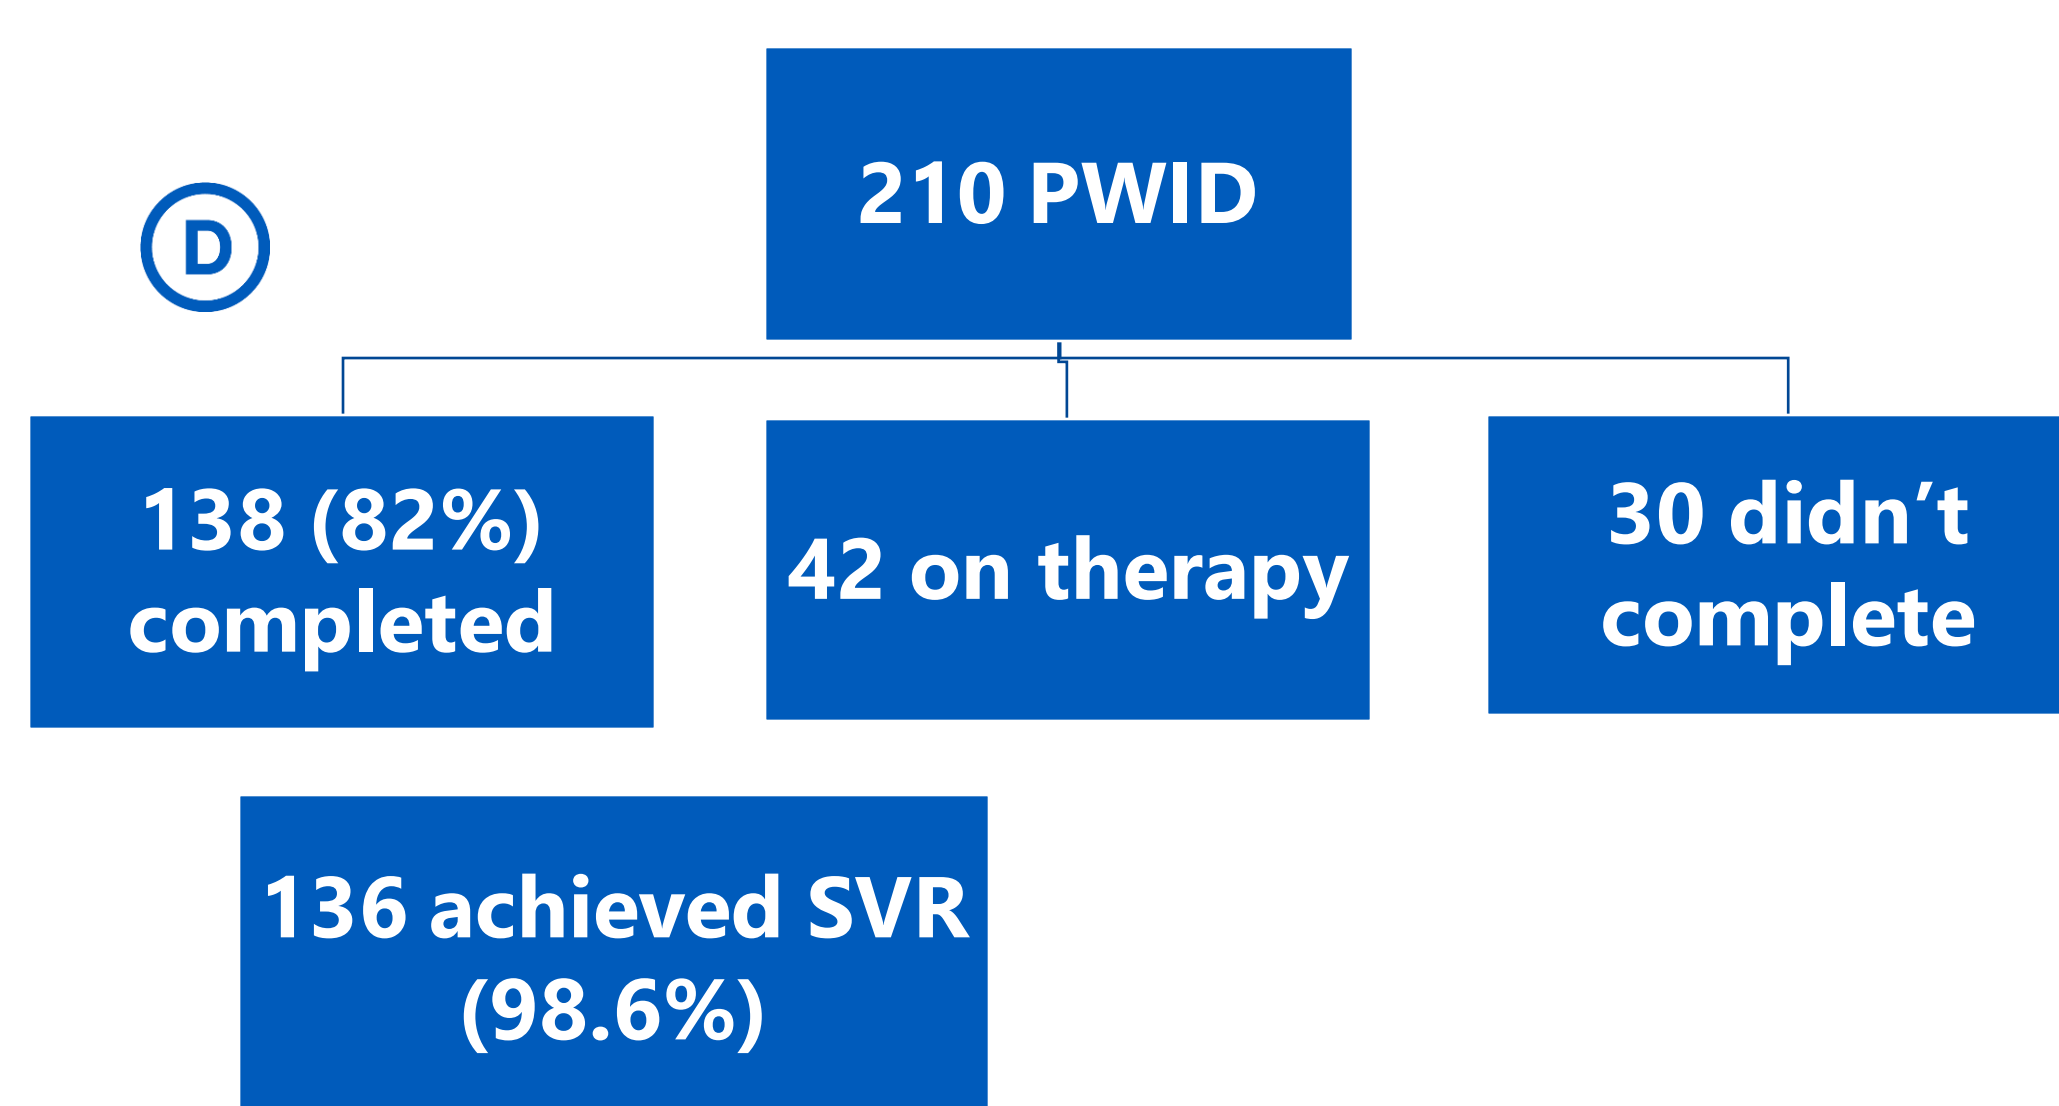 210 PWID
D
138 (82%)
completed
42 on therapy
30 didn’t
complete
136 achieved SVR
(98.6%)